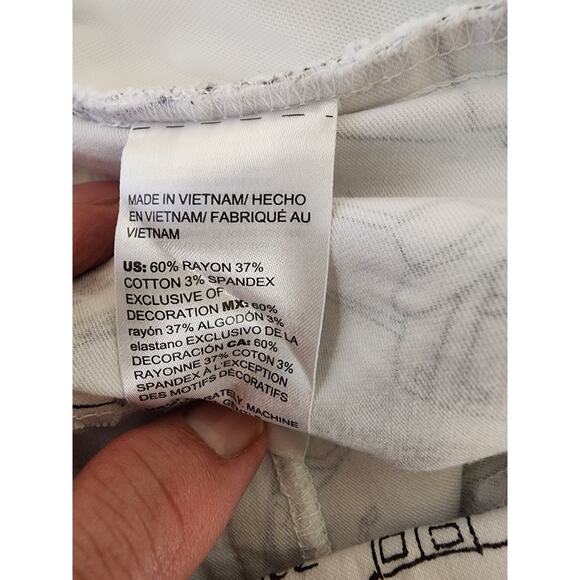 MADE IN VIETNAM/ HECHO
EN VIETNAM/ FABRIQUÉ AU
VIETNAM
US: 60% RAYON 37%
COTTON 3% SPANDEX
EXCLUSIVE OF
DECORATION MX: 60%
rayón 37% ALGODÓN 3%
elastano EXCLUSIVO DE LA
DECORACIÓN CA: 60%
RAYONNE 37% COTON 3%
SPANDEX À L'EXCEPTION
DES MOTIFS DÉCORATIFS
MACHINE